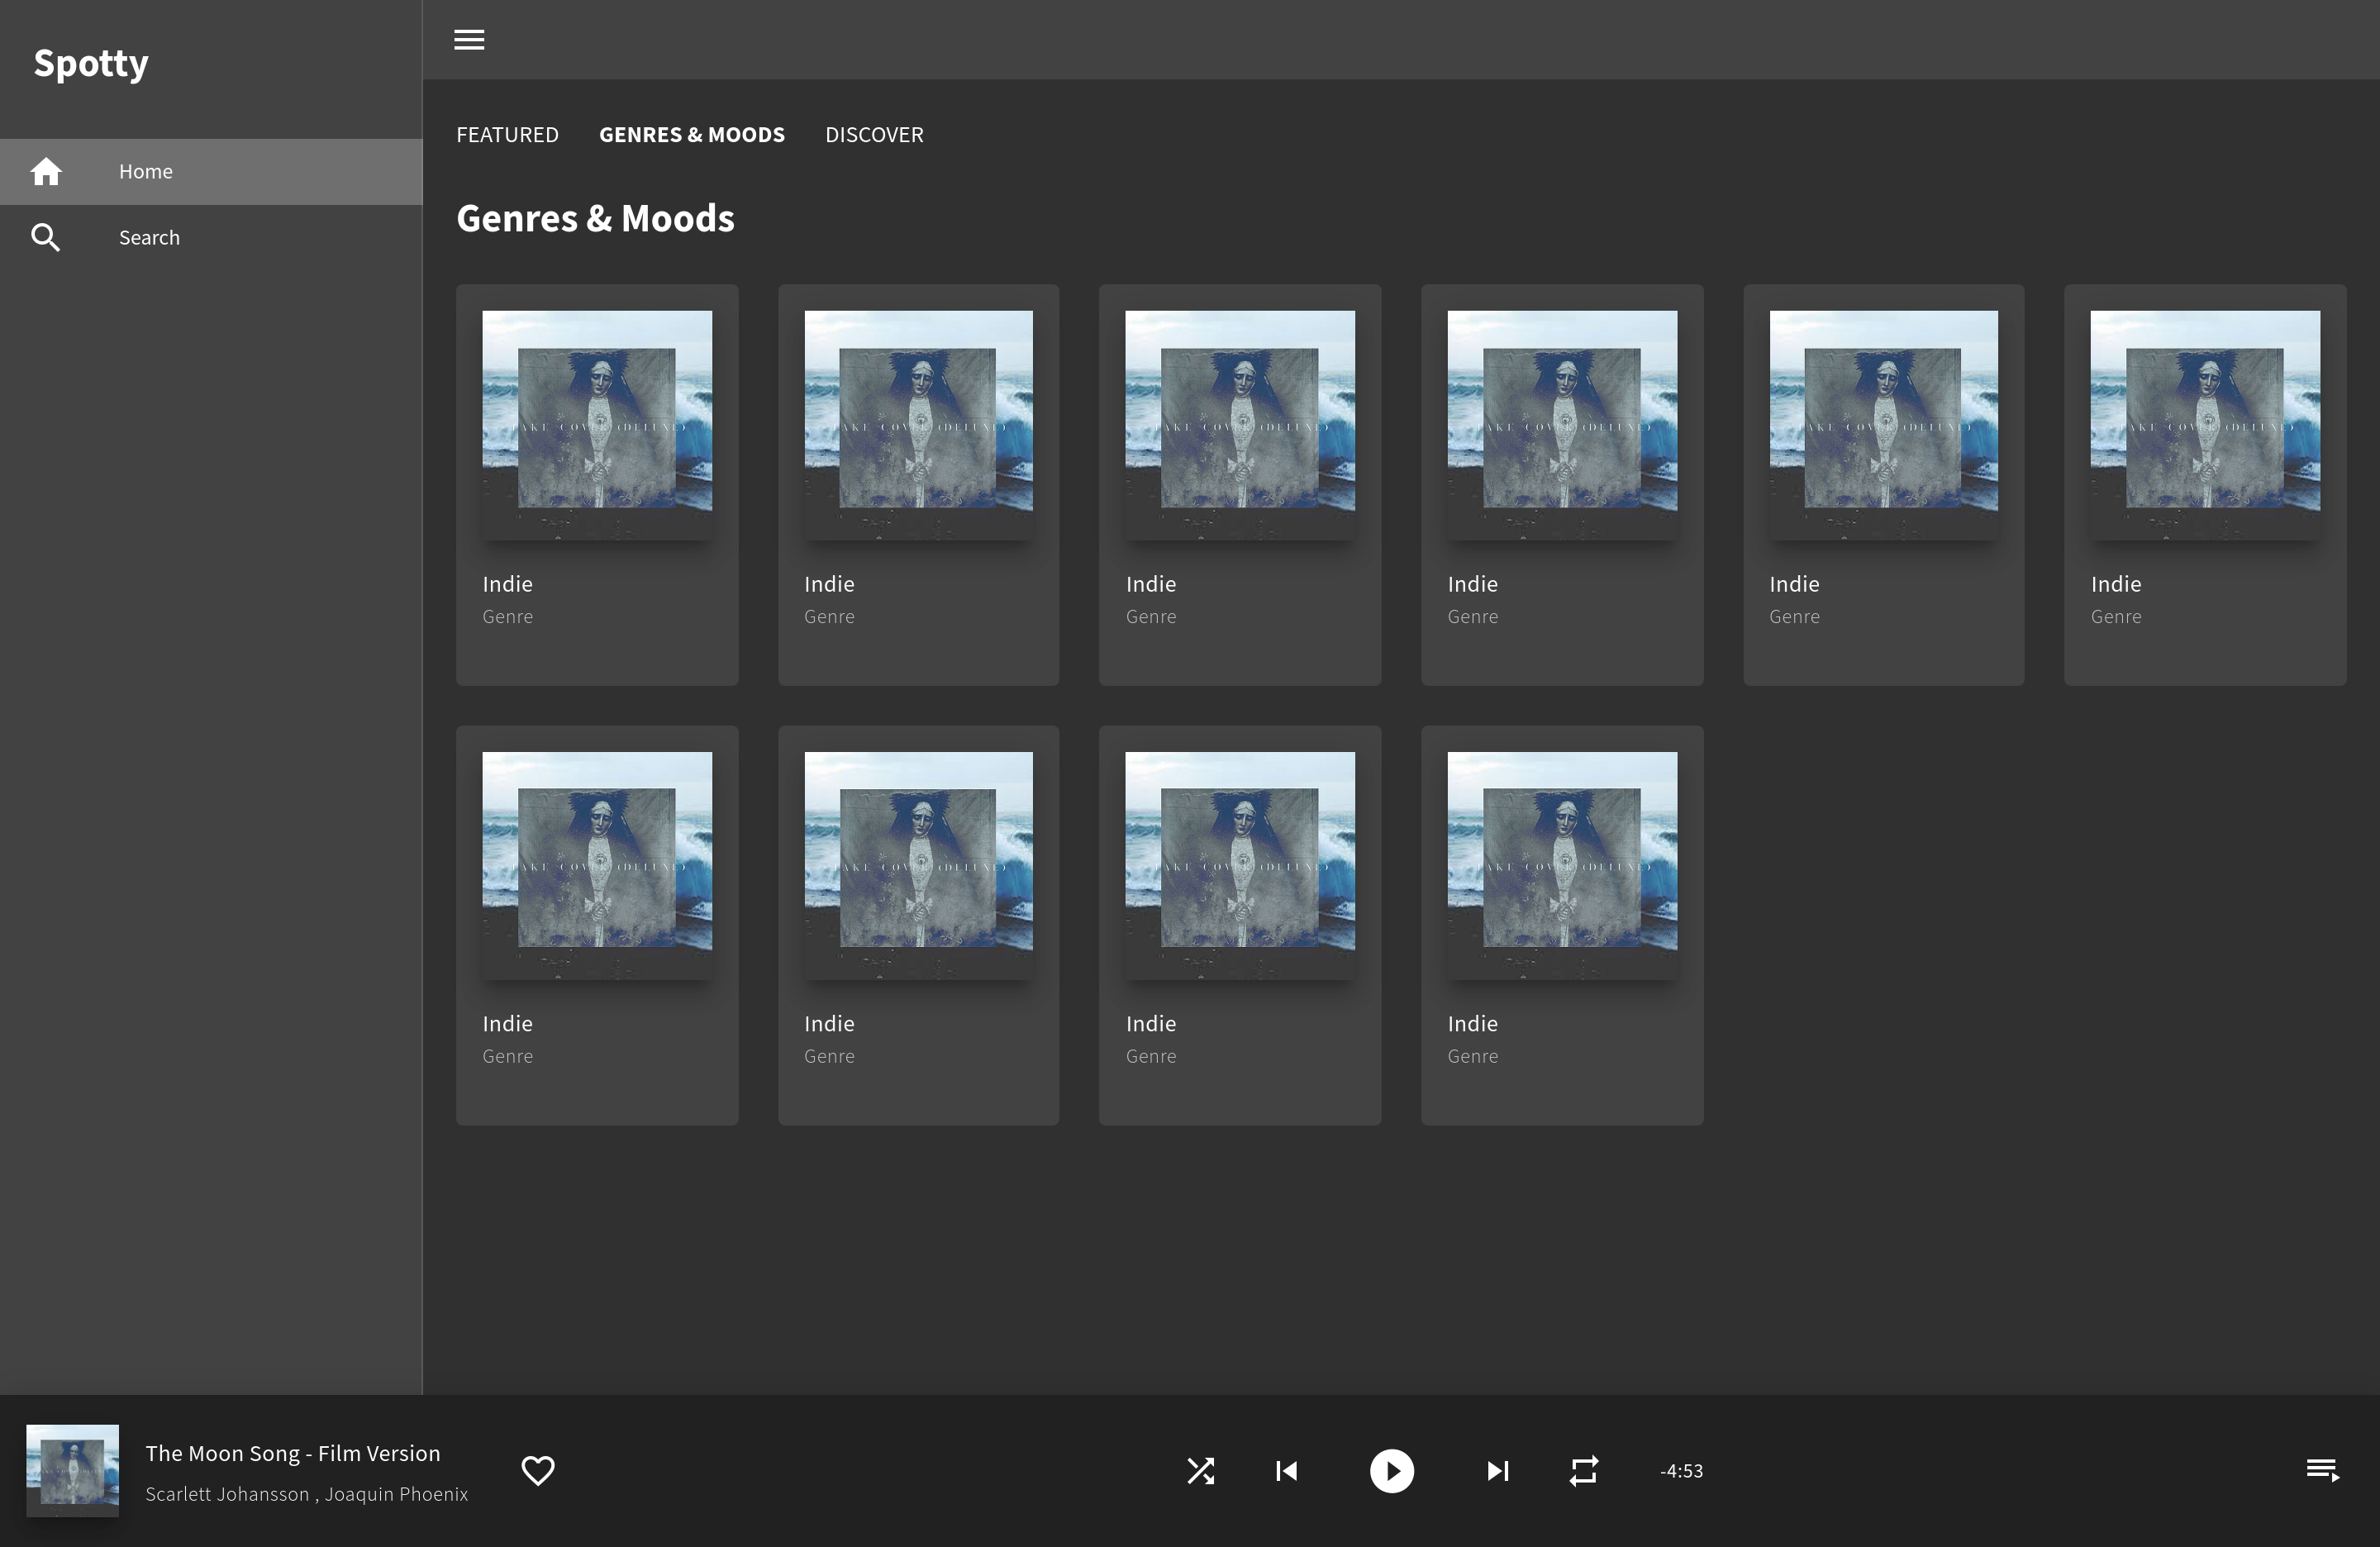 Spotty
Home
Search
FEATURED GENRES & MOODS DISCOVER
Genres & Moods
Indie Indie Indie Indie Indie Indie
Genre Genre Genre Genre Genre Genre
Indie Indie Indie Indie
Genre Genre Genre Genre
The Moon Song - Film Version
Scarlett Johansson , Joaquin Phoenix
-4:53